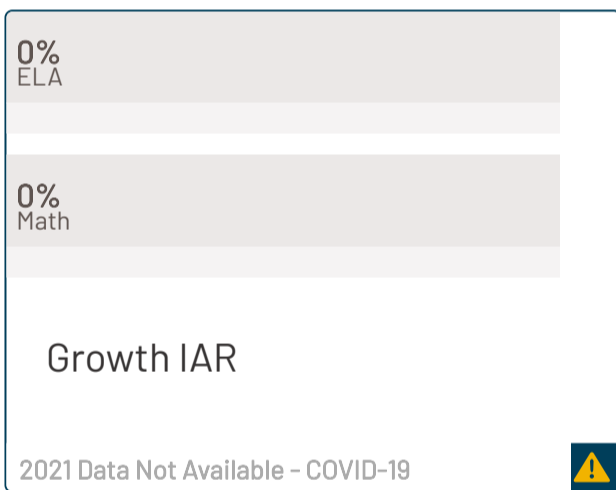 0%
ELA
0%
Math
Growth IAR
2021 Data Not Available - COVID-19